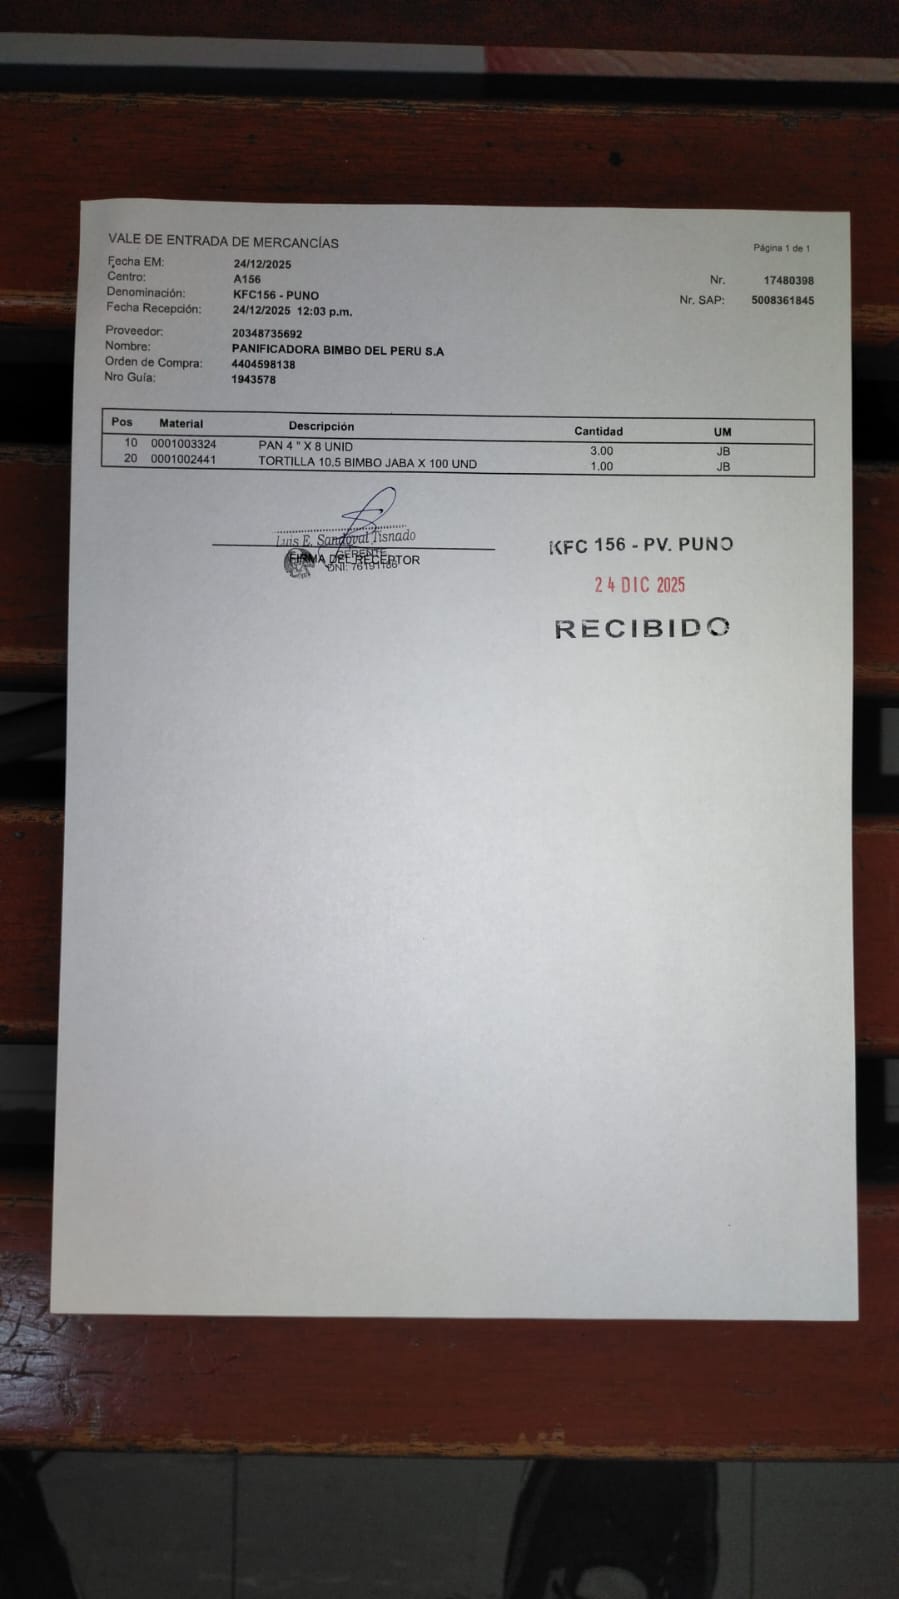 VALE DE ENTRADA DE MERCANCÍAS
Página 1 de 1
Fecha EM: 24/12/2025
Centro: A156
Nr. 17480398
Denominación: KFC156 - PUNO
Nr. SAP: 5008361845
Fecha Recepción: 24/12/2025 12:03 p.m.
Proveedor: 20348735692
Nombre: PANIFICADORA BIMBO DEL PERU S.A
Orden de Compra: 4404598138
Nro Guía: 1943578
Pos Material Descripción Cantidad UM
10 0001003324 PAN 4 " X 8 UNID 3.00 JB
20 0001002441 TORTILLA 10.5 BIMBO JABA X 100 UND 1.00 JB
Luis E. Sandoval Tisnado
GERENTE
FIRMA DEL RECEPTOR
DNI:
KFC 156 - PV. PUNO
24 DIC 2025
RECIBIDO